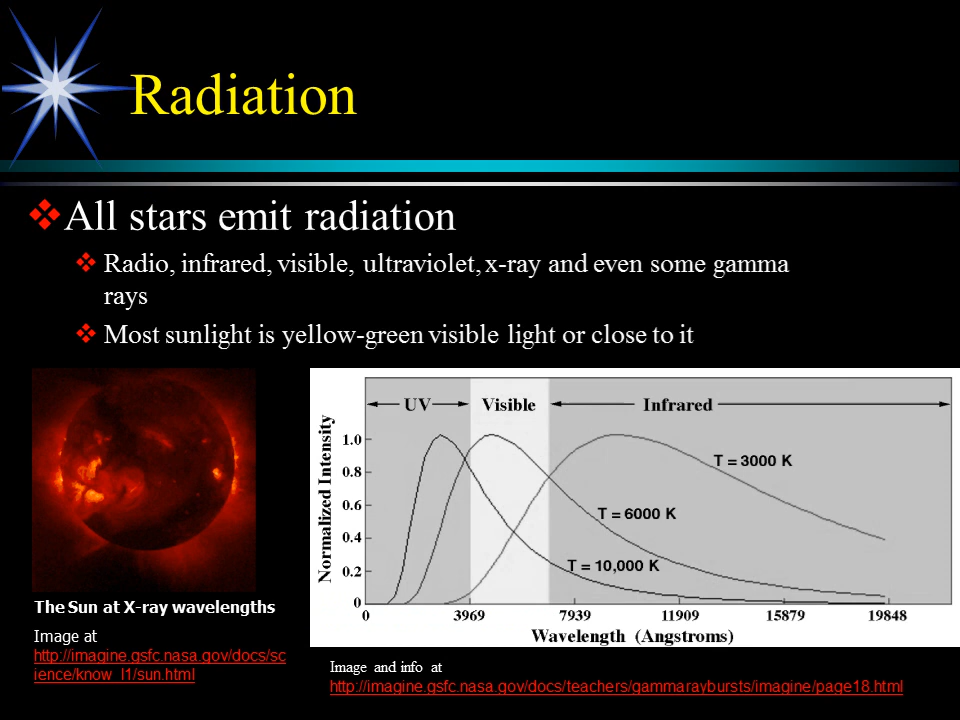 Radiation
All stars emit radiation
Radio, infrared, visible, ultraviolet, x-ray and even some gamma
rays
Most sunlight is yellow-green visible light or close to it
UV Visible Infrared
Normalized Intensity
1.0
0.8
0.6
0.4
0.2
0
T = 3000 K
T = 6000 K
T = 10,000 K
0 3969 7939 11909 15879 19848
Wavelength (Angstroms)
The Sun at X-ray wavelengths
Image at
http://imagine.gsfc.nasa.gov/docs/sc
ience/know_l1/sun.html
Image and info at
http://imagine.gsfc.nasa.gov/docs/teachers/gammaraybursts/imagine/page18.html